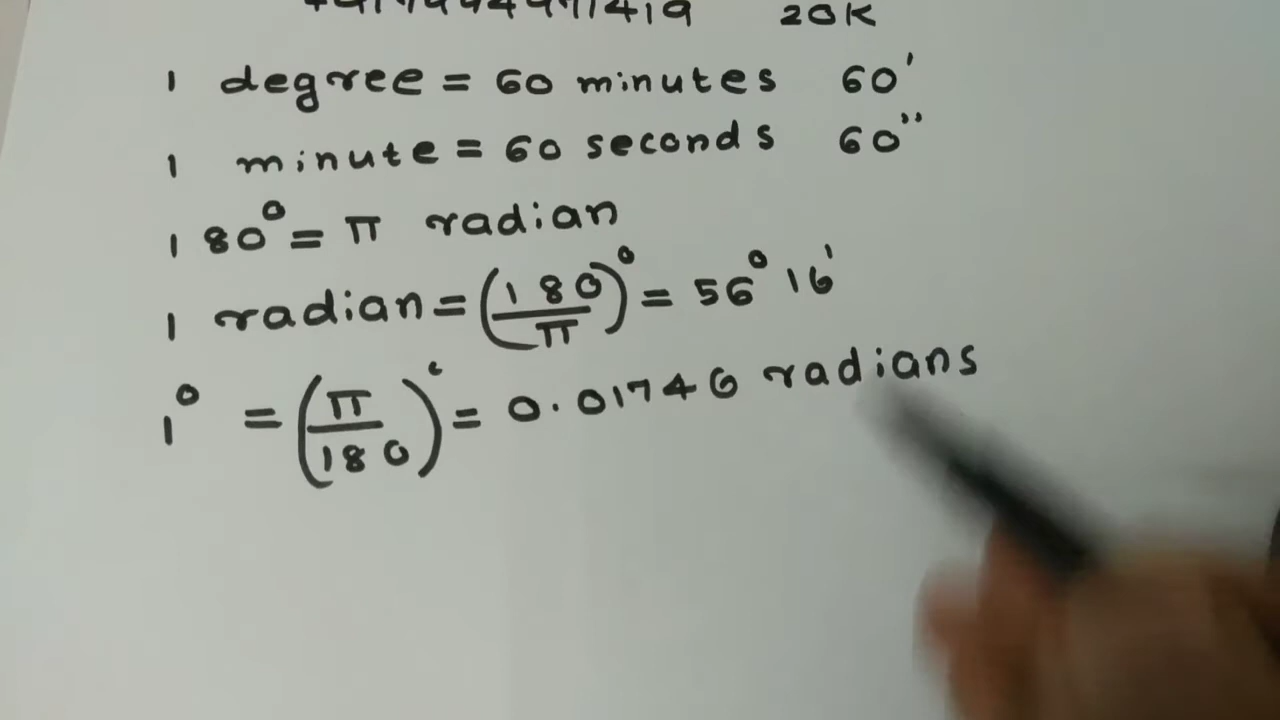 20K
1 degree = 60 minutes 60'
1 minute = 60 seconds 60''
180° = π radian
1 radian = (180/π)° = 56° 16'
1° = (π/180)ᶜ = 0.01746 radians